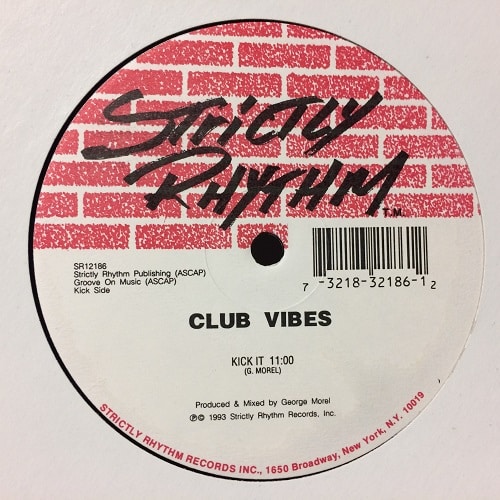 STRICTLY
RHYTHM
T.M.
SR12186
Strictly Rhythm Publishing (ASCAP)
Groove On Music (ASCAP)
Kick Side
7 -3218-32186-1 2
CLUB VIBES
KICK IT 11:00
(G. MOREL)
Produced & Mixed by George Morel
℗© 1993 Strictly Rhythm Records, Inc.
STRICTLY RHYTHM RECORDS INC., 1650 Broadway, New York, N.Y. 10019